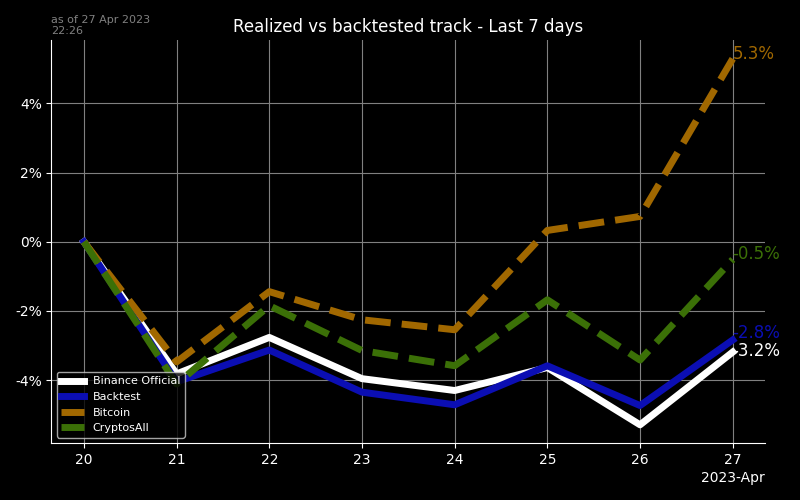 as of 27 Apr 2023
22:26
Realized vs backtested track - Last 7 days
5.3%
4%
2%
0%
-0.5%
-2%
-2.8%
-3.2%
-4%
Binance Official
Backtest
Bitcoin
CryptosAll
20 21 22 23 24 25 26 27
2023-Apr